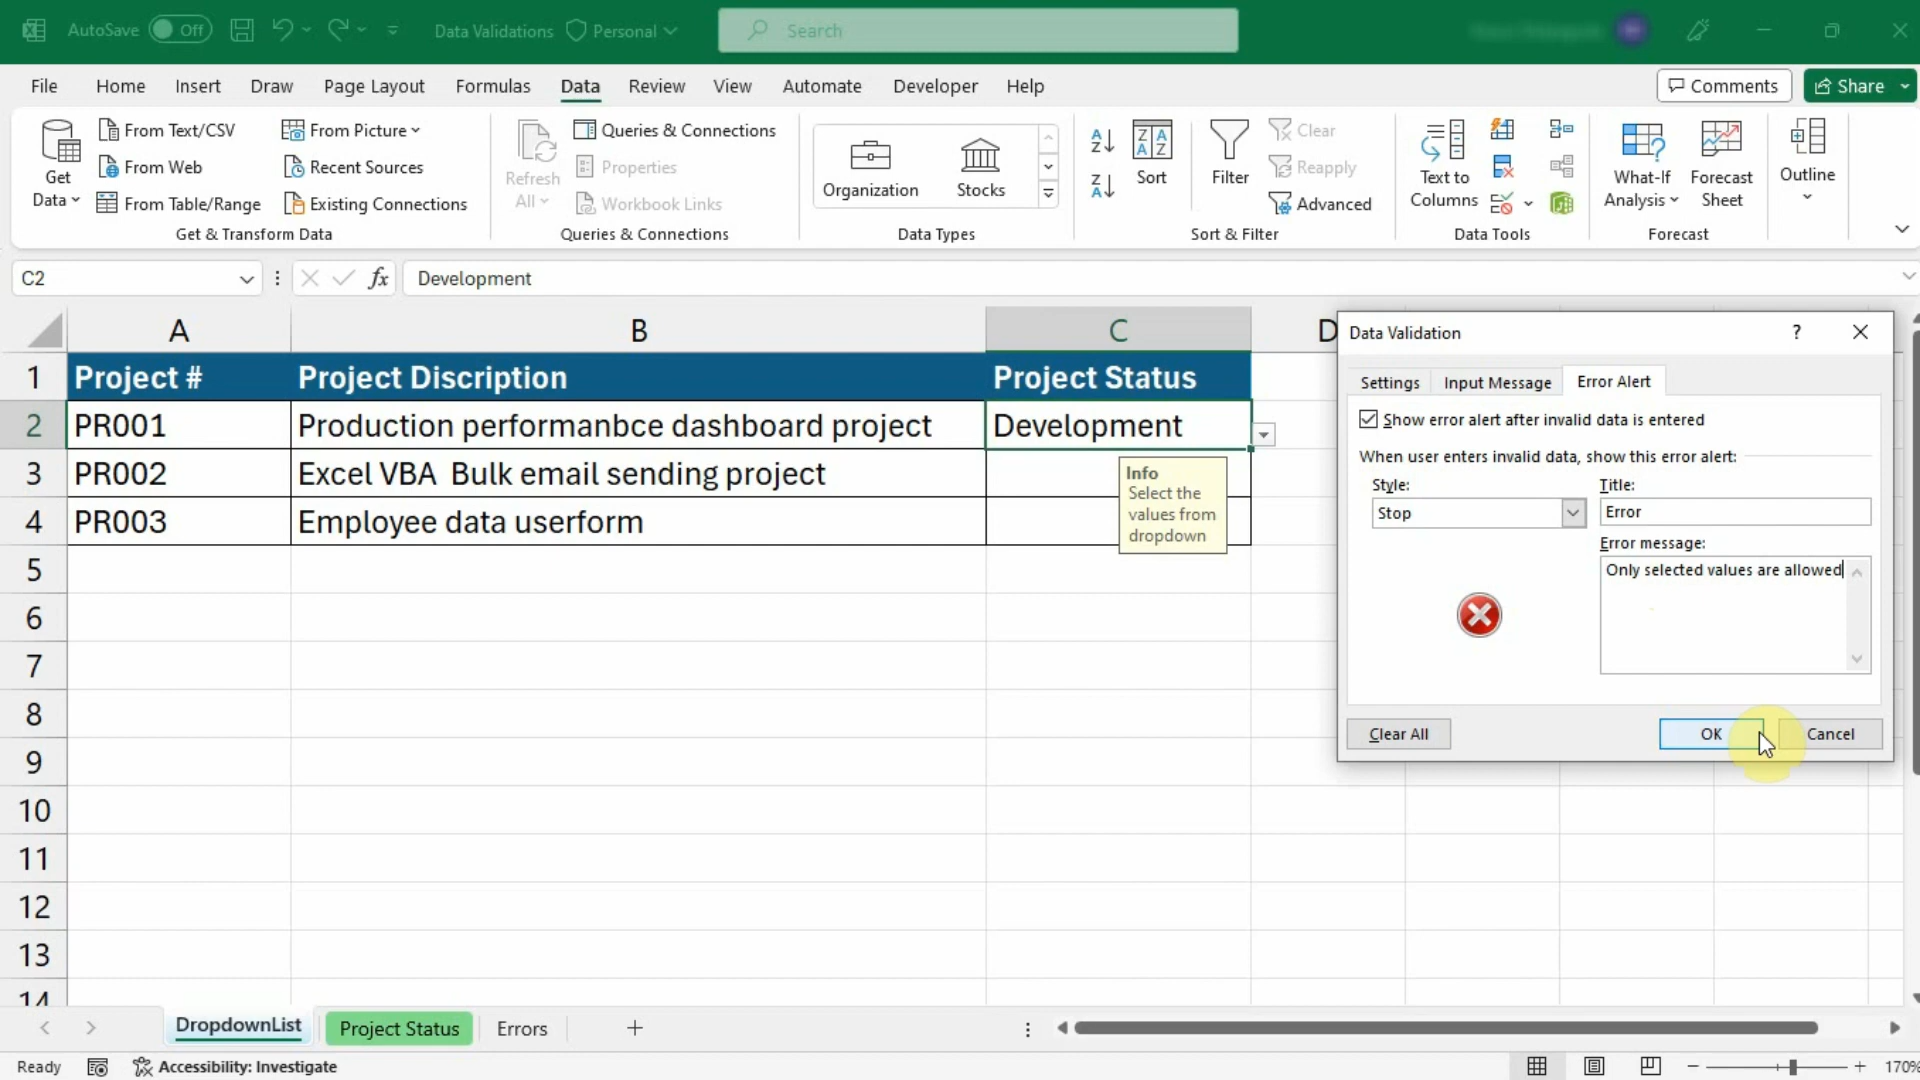 AutoSave Off Data Validations Personal Search
File Home Insert Draw Page Layout Formulas Data Review View Automate Developer Help Comments Share
Get Data
From Text/CSV
From Web
From Table/Range
From Picture
Recent Sources
Existing Connections
Get & Transform Data
Refresh All
Queries & Connections
Properties
Workbook Links
Queries & Connections
Organization
Stocks
Data Types
Sort
Filter
Clear
Reapply
Advanced
Sort & Filter
Text to Columns
Data Tools
What-If Analysis
Forecast Sheet
Forecast
Outline
C2 fx Development
A B C D
1 Project # Project Discription Project Status
2 PR001 Production performanbce dashboard project Development
3 PR002 Excel VBA Bulk email sending project
4 PR003 Employee data userform
5
6
7
8
9
10
11
12
13
14
Info
Select the
values from
dropdown
Data Validation ?
Settings Input Message Error Alert
Show error alert after invalid data is entered
When user enters invalid data, show this error alert:
Style: Title:
Stop Error
Error message:
Only selected values are allowed
Clear All OK Cancel
DropdownList Project Status Errors
Ready Accessibility: Investigate 170%